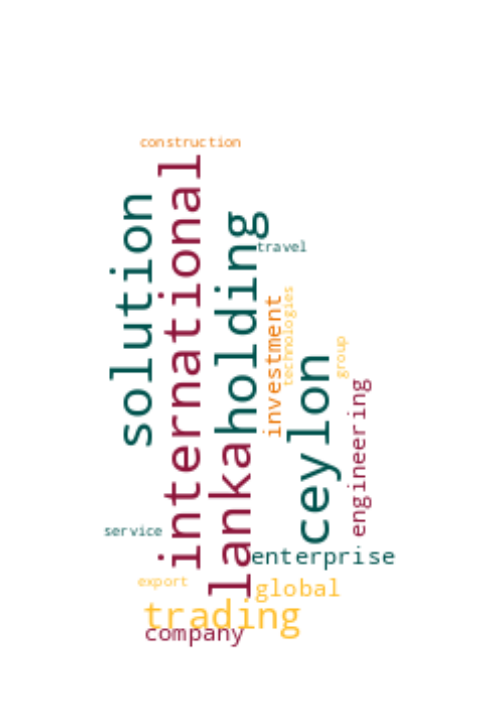 construction
solution
international
holding
travel
lanka
investment
technologies
ceylon
group
engineering
service
enterprise
export
global
trading
company